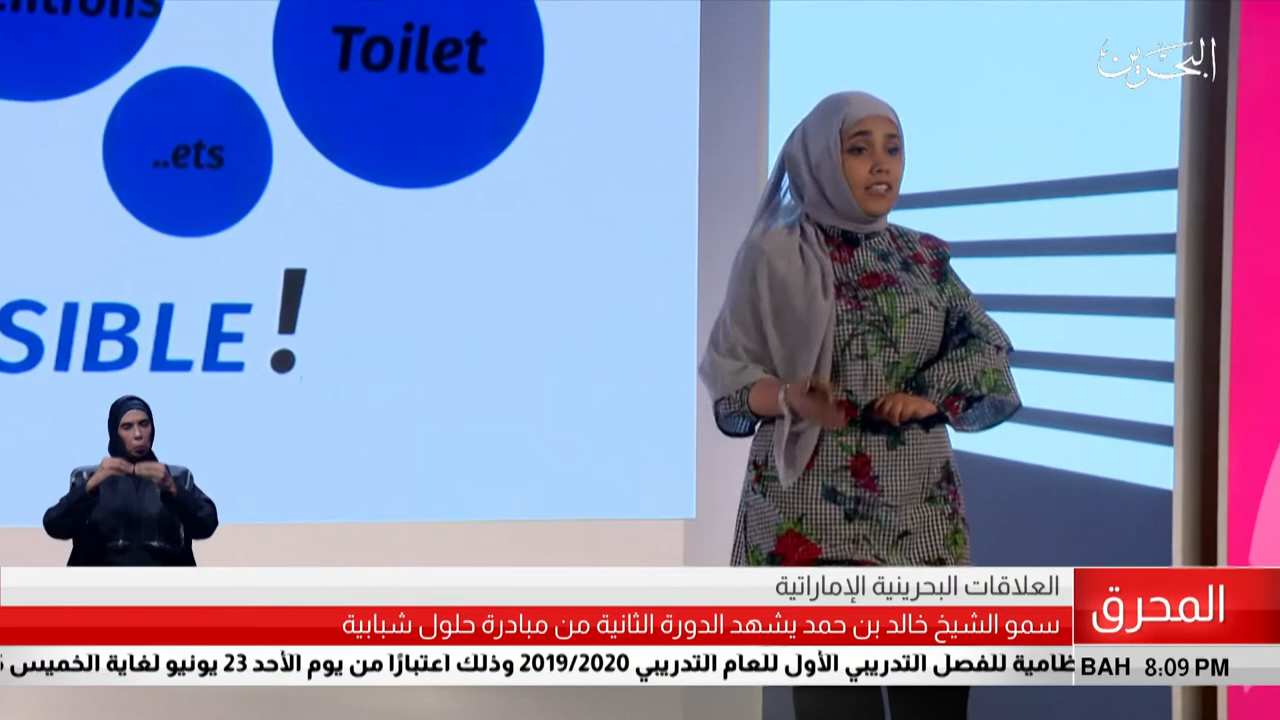 Toilet
..ets
SIBLE!
البحرين
العلاقات البحرينية الإماراتية
المحرق
سمو الشيخ خالد بن حمد يشهد الدورة الثانية من مبادرة حلول شبابية
للفصل التدريبي الأول للعام التدريبي 2019/2020 وذلك اعتبارًا من يوم الأحد 23 يونيو لغاية الخميس
BAH 8:09 PM